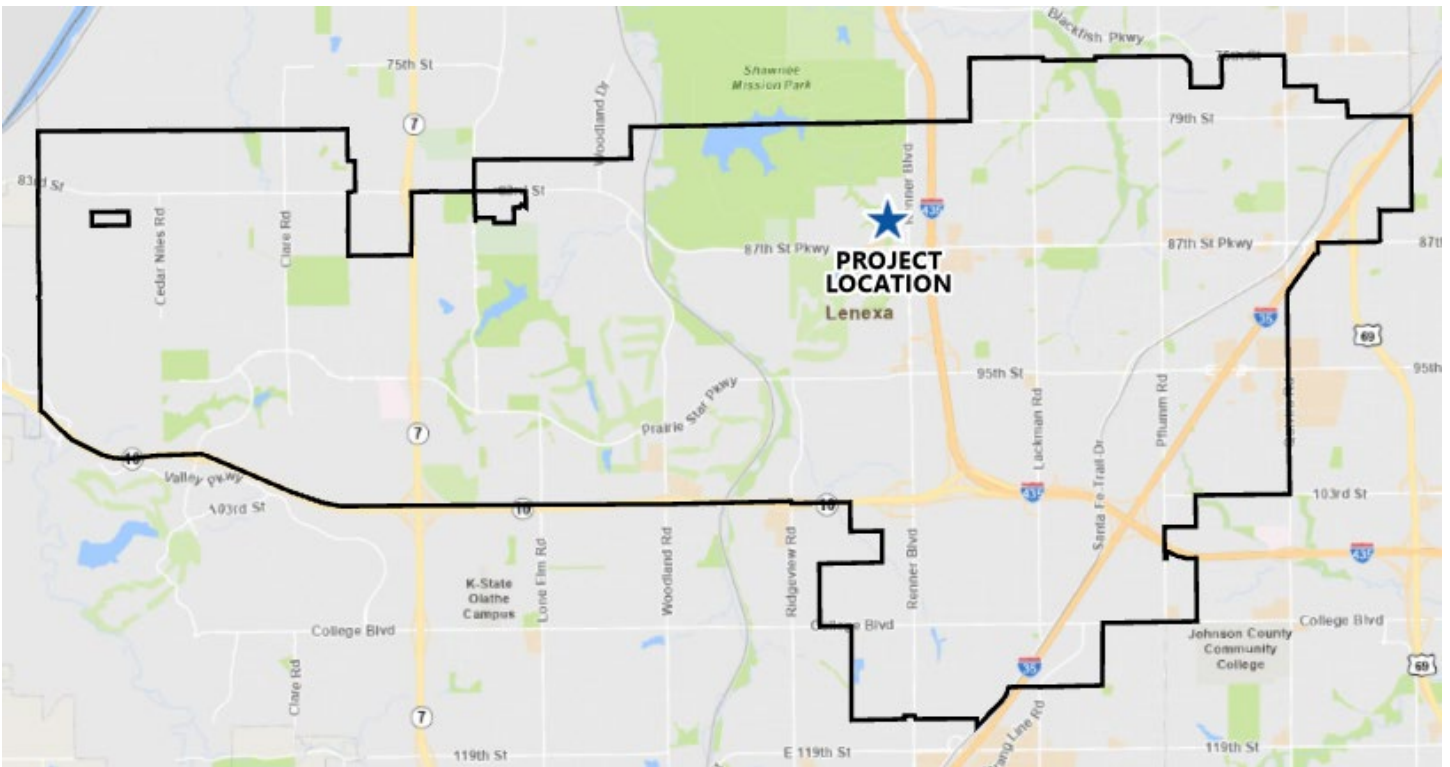 Blackfish Pkwy
75th St
75th St
Shawnee
Mission Park
Woodland Dr
7
79th St
Renner Blvd
83rd St
83rd St
435
Cedar Niles Rd
Clare Rd
87th St Pkwy
87th St Pkwy
PROJECT
LOCATION
Lenexa
35
69
95th St
Lackman Rd
Pflumm Rd
Prairie Star Pkwy
7
10
Valley Pkwy
103rd St
10
10
435
103rd St
Santa Fe Trail Dr
435
Lone Elm Rd
Woodland Rd
Ridgeview Rd
Renner Blvd
K-State
Olathe
Campus
College Blvd
College Blvd
College Blvd
Johnson County
Community
College
Clare Rd
35
69
7
119th St
E 119th St
119th St